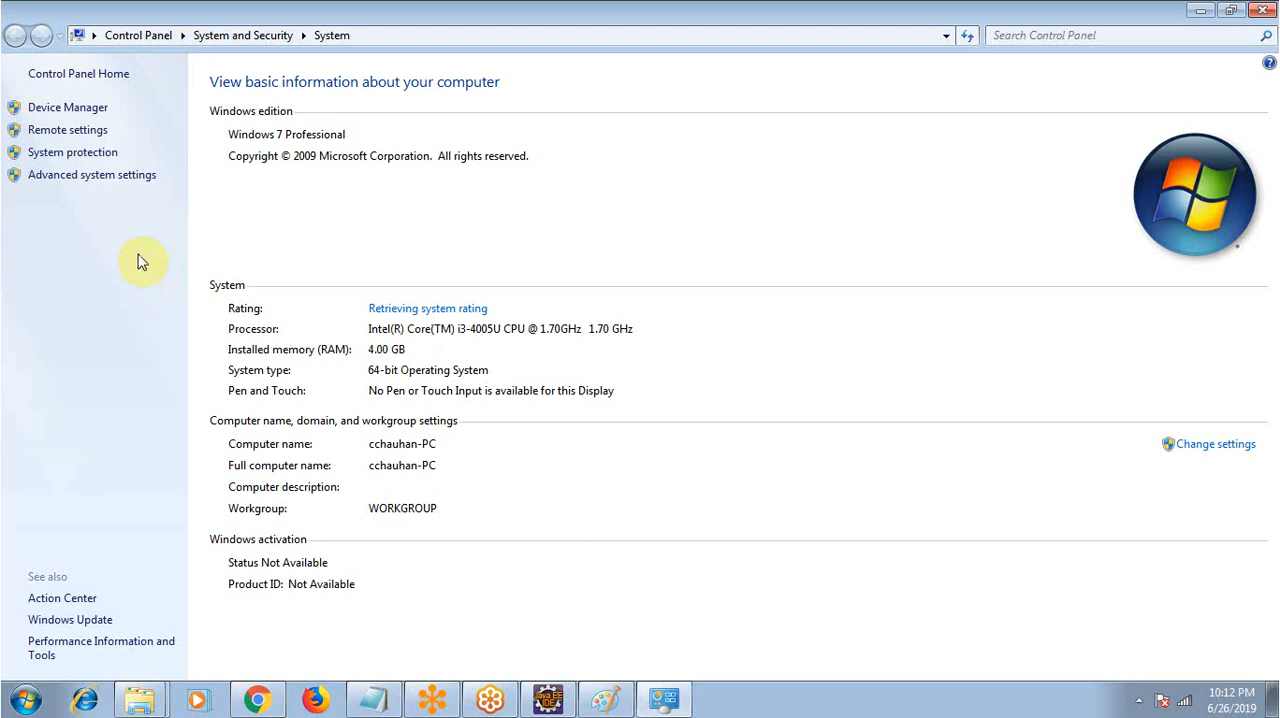 Control Panel
System and Security
System
Search Control Panel
Control Panel Home
Device Manager
Remote settings
System protection
Advanced system settings
See also
Action Center
Windows Update
Performance Information and
Tools
View basic information about your computer
Windows edition
Windows 7 Professional
Copyright © 2009 Microsoft Corporation. All rights reserved.
System
Rating: Retrieving system rating
Processor: Intel(R) Core(TM) i3-4005U CPU @ 1.70GHz 1.70 GHz
Installed memory (RAM): 4.00 GB
System type: 64-bit Operating System
Pen and Touch: No Pen or Touch Input is available for this Display
Computer name, domain, and workgroup settings
Computer name: cchauhan-PC
Change settings
Full computer name: cchauhan-PC
Computer description:
Workgroup: WORKGROUP
Windows activation
Status Not Available
Product ID: Not Available
Java EE
IDE
10:12 PM
6/26/2019